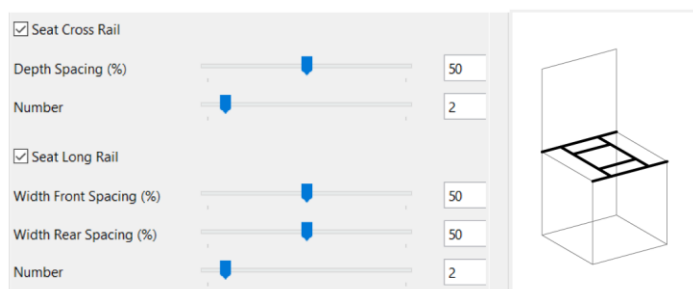 Seat Cross Rail
Depth Spacing (%) 50
Number 2
Seat Long Rail
Width Front Spacing (%) 50
Width Rear Spacing (%) 50
Number 2